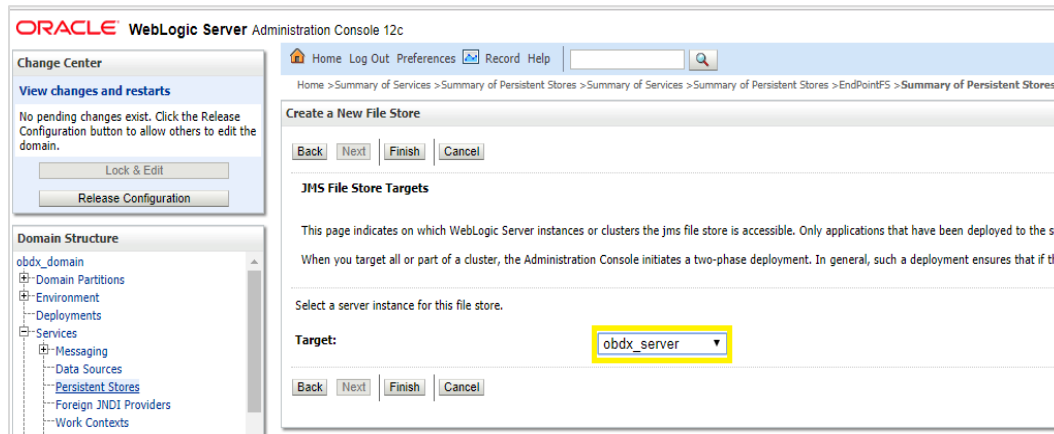 ORACLE WebLogic Server Administration Console 12c
Change Center
View changes and restarts
No pending changes exist. Click the Release
Configuration button to allow others to edit the
domain.
Lock & Edit
Release Configuration
Domain Structure
obdx_domain
Domain Partitions
Environment
Deployments
Services
Messaging
Data Sources
Persistent Stores
Foreign JNDI Providers
Work Contexts
Home Log Out Preferences Record Help
Home >Summary of Services >Summary of Persistent Stores >Summary of Services >Summary of Persistent Stores >EndPointFS >Summary of Persistent Stores
Create a New File Store
Back Next Finish Cancel
JMS File Store Targets
This page indicates on which WebLogic Server instances or clusters the jms file store is accessible. Only applications that have been deployed to the s
When you target all or part of a cluster, the Administration Console initiates a two-phase deployment. In general, such a deployment ensures that if th
Select a server instance for this file store.
Target: obdx_server
Back Next Finish Cancel